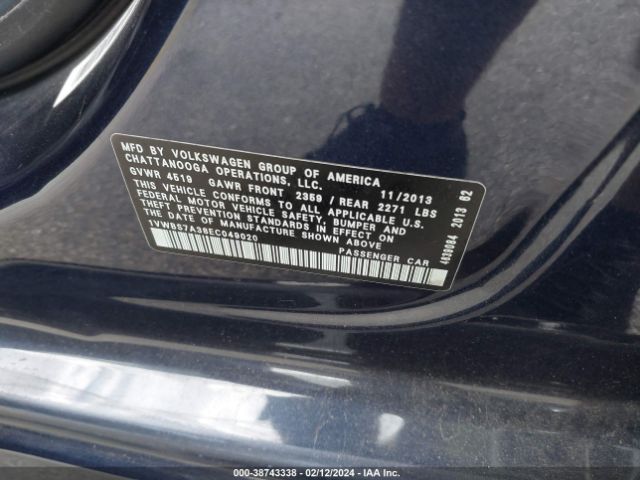 MFD BY VOLKSWAGEN GROUP OF AMERICA
CHATTANOOGA OPERATIONS, LLC. 11/2013
GVWR 4519 GAWR FRONT 2359 / REAR 2271 LBS
THIS VEHICLE CONFORMS TO ALL APPLICABLE U.S.
FEDERAL MOTOR VEHICLE SAFETY, BUMPER AND
THEFT PREVENTION STANDARDS IN EFFECT ON
THE DATE OF MANUFACTURE SHOWN ABOVE
1VWBS7A38EC049020 PASSENGER CAR
4639084 2013 62
000-38743338 - 02/12/2024 - IAA Inc.